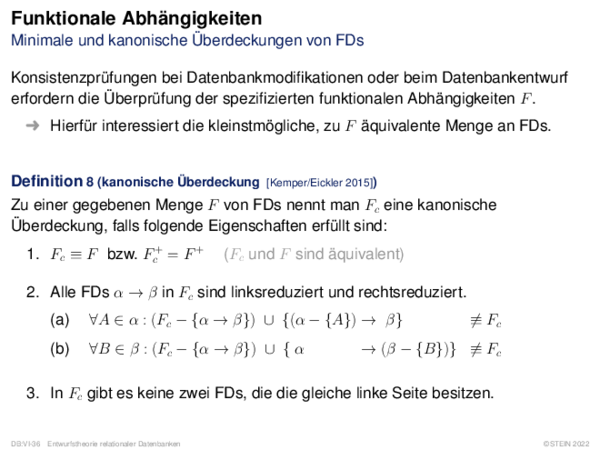 Funktionale Abhängigkeiten
Minimale und kanonische Überdeckungen von FDs
Konsistenzprüfungen bei Datenbankmodifikationen oder beim Datenbankentwurf
erfordern die Überprüfung der spezifizierten funktionalen Abhängigkeiten F.
➜ Hierfür interessiert die kleinstmögliche, zu F äquivalente Menge an FDs.
Definition 8 (kanonische Überdeckung [Kemper/Eickler 2015])
Zu einer gegebenen Menge F von FDs nennt man F_c eine kanonische
Überdeckung, falls folgende Eigenschaften erfüllt sind:
1. F_c ≡ F bzw. F_c^+ = F^+ (F_c und F sind äquivalent)
2. Alle FDs α → β in F_c sind linksreduziert und rechtsreduziert.
(a) ∀A ∈ α : (F_c − {α → β}) ∪ {(α − {A}) → β} ≢ F_c
(b) ∀B ∈ β : (F_c − {α → β}) ∪ { α → (β − {B})} ≢ F_c
3. In F_c gibt es keine zwei FDs, die die gleiche linke Seite besitzen.
DB:VI-36 Entwurfstheorie relationaler Datenbanken ©STEIN 2022